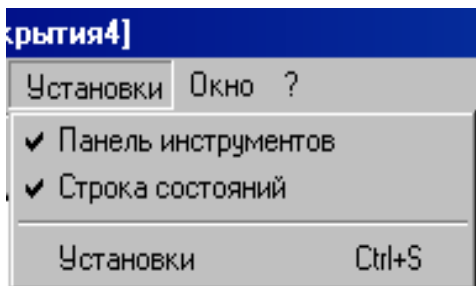 крытия4]
Установки Окно ?
✔ Панель инструментов
✔ Строка состояний
Установки Ctrl+S